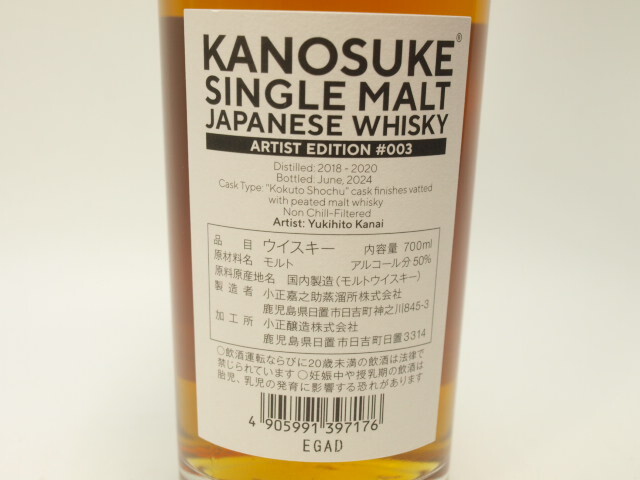 KANOSUKE®
SINGLE MALT
JAPANESE WHISKY
ARTIST EDITION #003
Distilled: 2018 - 2020
Bottled: June, 2024
Cask Type: "Kokuto Shochu" cask finishes vatted
with peated malt whisky
Non Chill-Filtered
Artist: Yukihito Kanai
品目 ウイスキー 内容量 700ml
原材料名 モルト アルコール分 50%
原料原産地名 国内製造(モルトウイスキー)
製造者 小正嘉之助蒸溜所株式会社
鹿児島県日置市日吉町神之川845-3
加工所 小正醸造株式会社
鹿児島県日置市日吉町日置3314
○飲酒運転ならびに20歳未満の飲酒は法律で
禁じられています ○妊娠中や授乳期の飲酒は
胎児、乳児の発育に影響する恐れがあります
4 905991 397176
EGAD